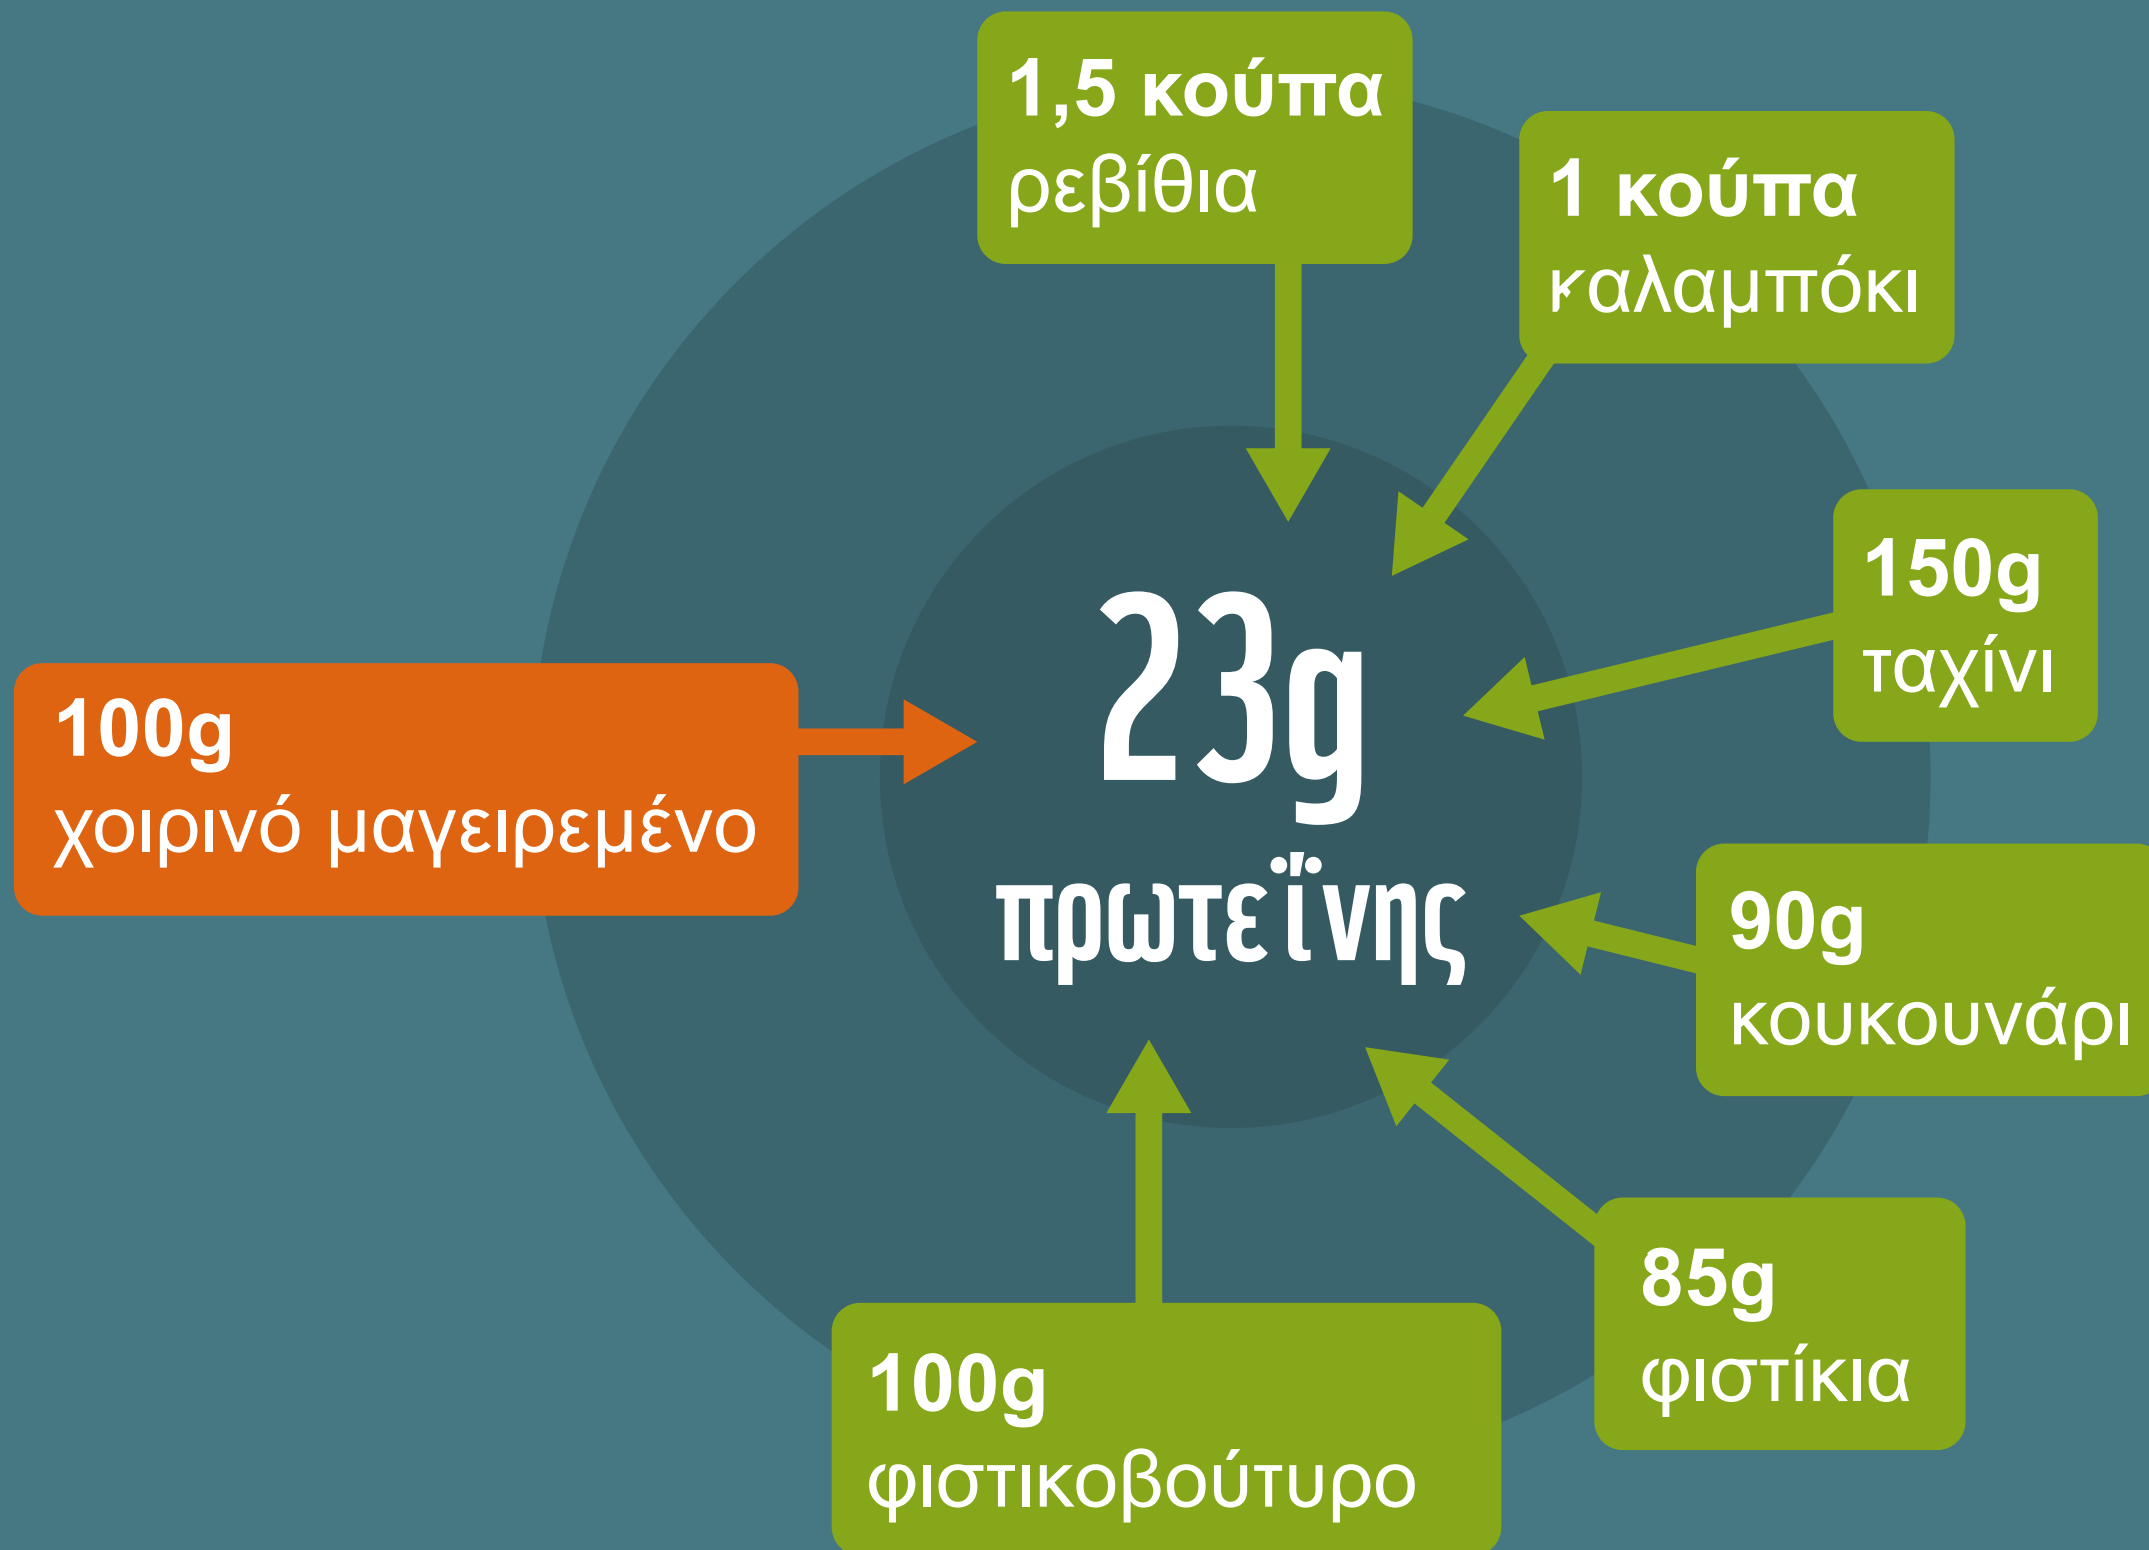 1,5 κούπα
ρεβίθια
1 κούπα
καλαμπόκι
150g
ταχίνι
23g
πρωτεΐνης
100g
χοιρινό μαγειρεμένο
90g
κουκουνάρι
85g
φιστίκια
100g
φιστικοβούτυρο